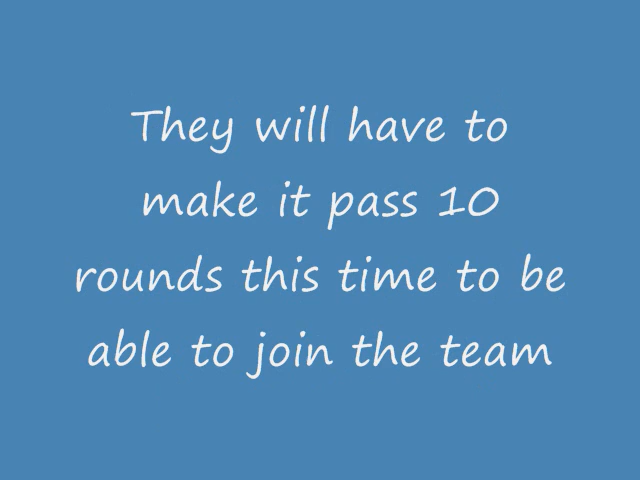 They will have to
make it pass 10
rounds this time to be
able to join the team